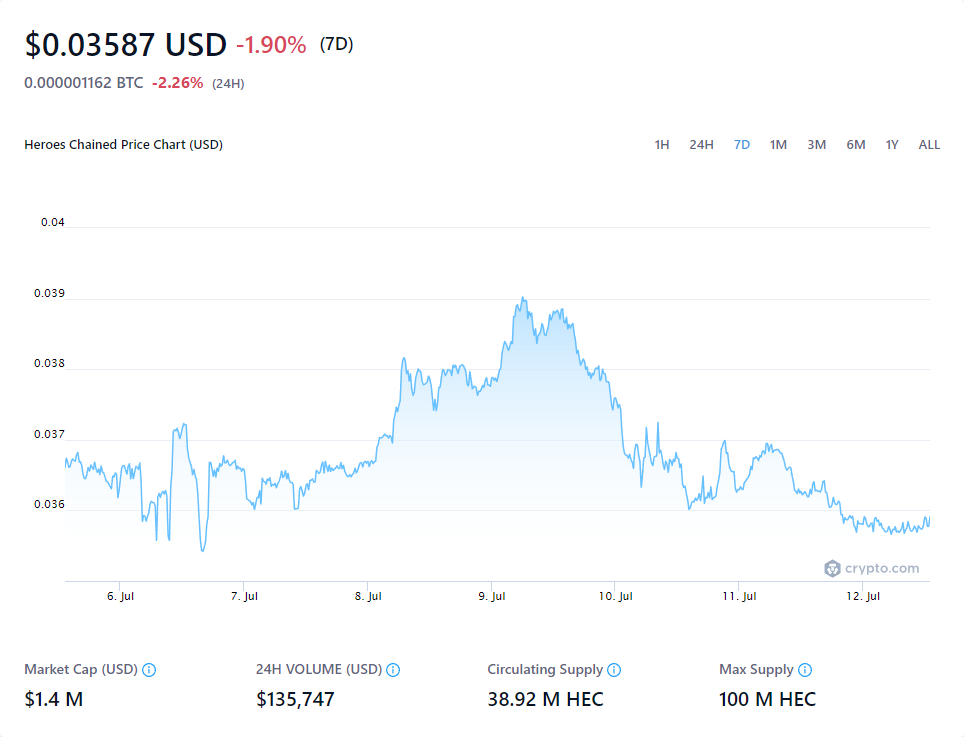 $0.03587 USD -1.90% (7D)
0.000001162 BTC -2.26% (24H)
Heroes Chained Price Chart (USD) 1H 24H 7D 1M 3M 6M 1Y ALL
0.04
0.039
0.038
0.037
0.036
crypto.com
6. Jul 7. Jul 8. Jul 9. Jul 10. Jul 11. Jul 12. Jul
Market Cap (USD) 24H VOLUME (USD) Circulating Supply Max Supply
$1.4 M $135,747 38.92 M HEC 100 M HEC